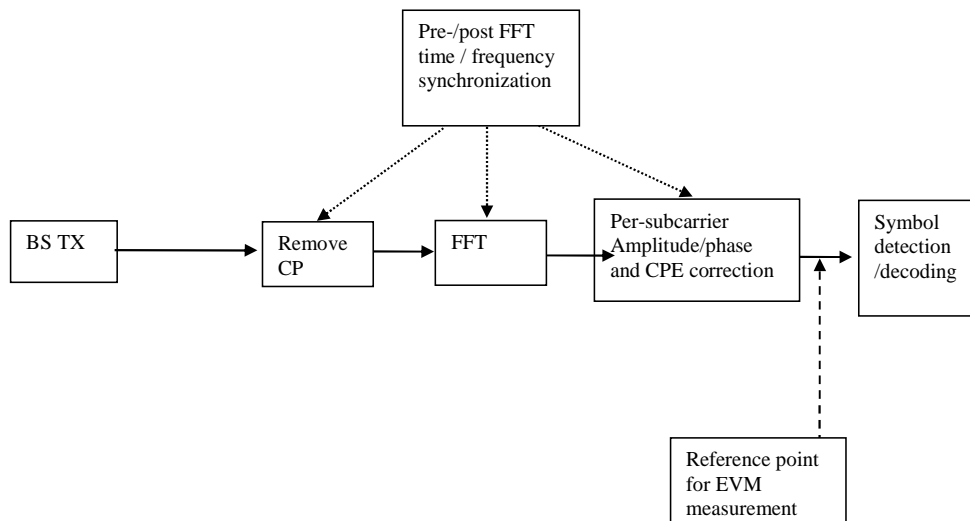 Pre-/post FFT
time / frequency
synchronization
BS TX
Remove
CP
FFT
Per-subcarrier
Amplitude/phase
and CPE correction
Symbol
detection
/decoding
Reference point
for EVM
measurement